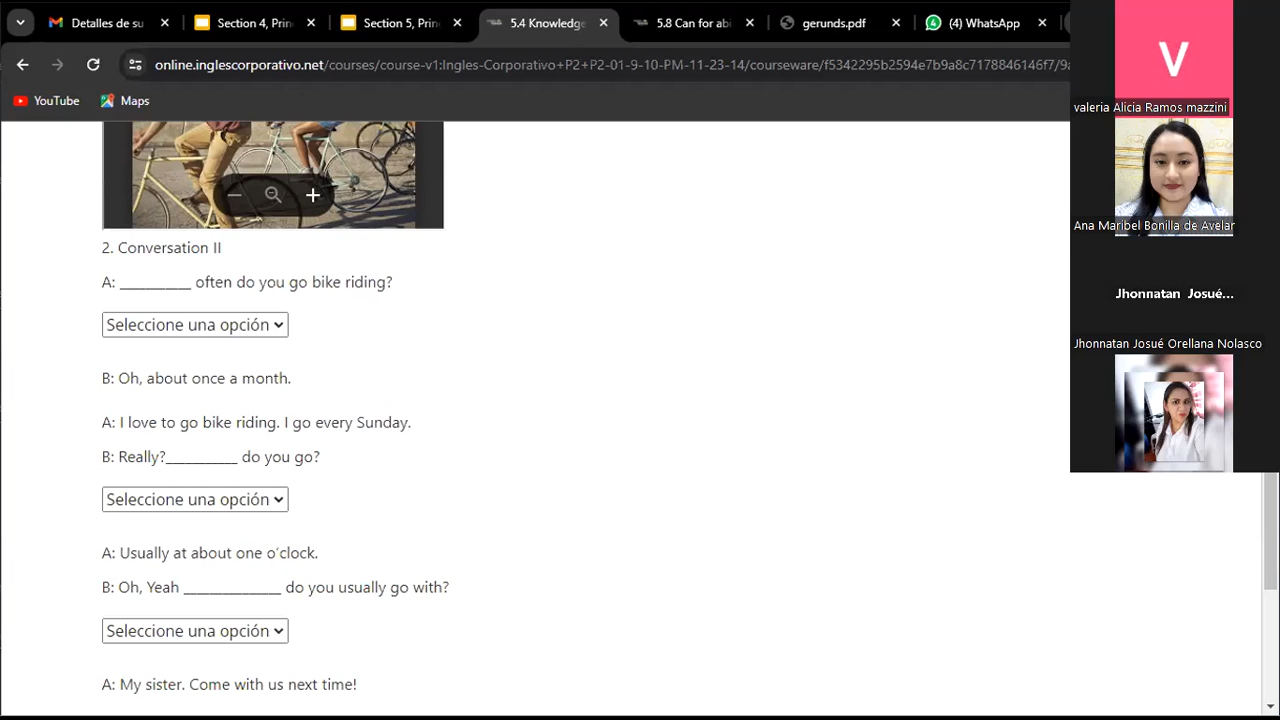 Detalles de su
Section 4, Prin
Section 5, Prin
5.4 Knowledge
5.8 Can for abi
gerunds.pdf
(4) WhatsApp
online.inglescorporativo.net/courses/course-v1:Ingles-Corporativo+P2+P2-01-9-10-PM-11-23-14/courseware/f5342295b2594e7b9a8c7178846146f7/9a
YouTube
Maps
V
valeria Alicia Ramos mazzini
Ana Maribel Bonilla de Avelar
Jhonnatan Josué...
Jhonnatan Josué Orellana Nolasco
2. Conversation II
A: __________ often do you go bike riding?
Seleccione una opción
B: Oh, about once a month.
A: I love to go bike riding. I go every Sunday.
B: Really?__________ do you go?
Seleccione una opción
A: Usually at about one o´clock.
B: Oh, Yeah ______________ do you usually go with?
Seleccione una opción
A: My sister. Come with us next time!